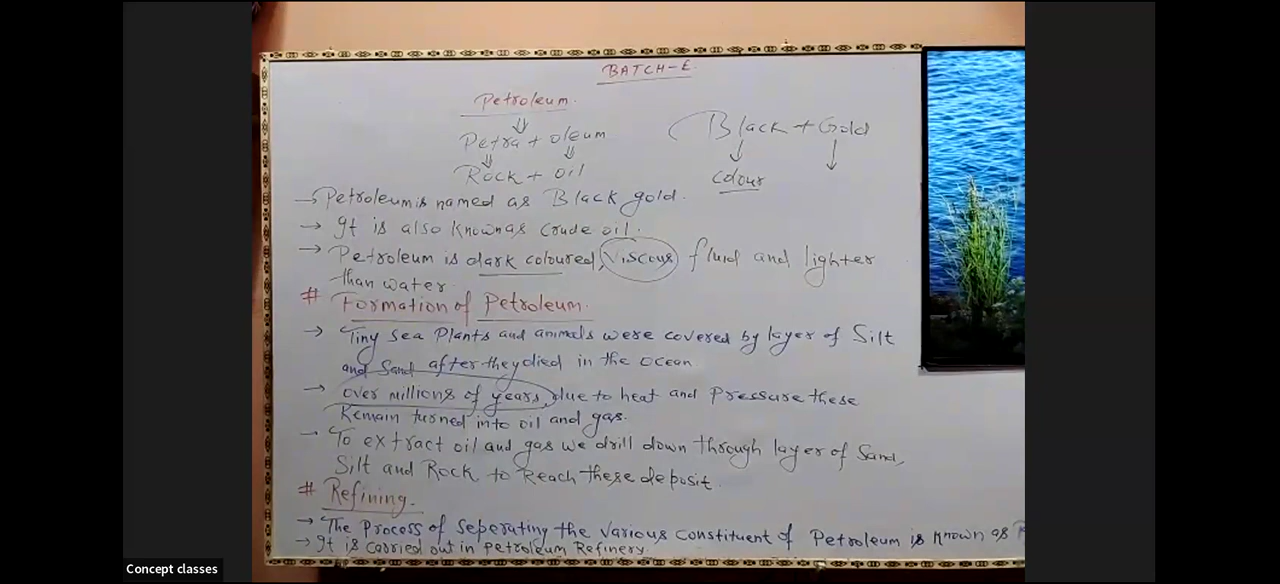 BATCH-E
Petroleum.
Petra + oleum
Black + Gold
Rock + oil
colour
→ Petroleum is named as Black gold.
→ It is also known as crude oil.
→ Petroleum is dark coloured, viscous fluid and lighter
than water
# Formation of Petroleum.
→ Tiny sea Plants and animals were covered by layer of Silt
and Sand after they died in the ocean
→ over millions of years, due to heat and Pressure these
Remain turned into oil and gas.
→ To extract oil and gas we drill down through layer of Sand,
Silt and Rock to Reach these deposit.
# Refining.
→ The Process of Seperating the various constituent of Petroleum is known as
→ It is carried out in Petroleum Refinery.
Concept classes